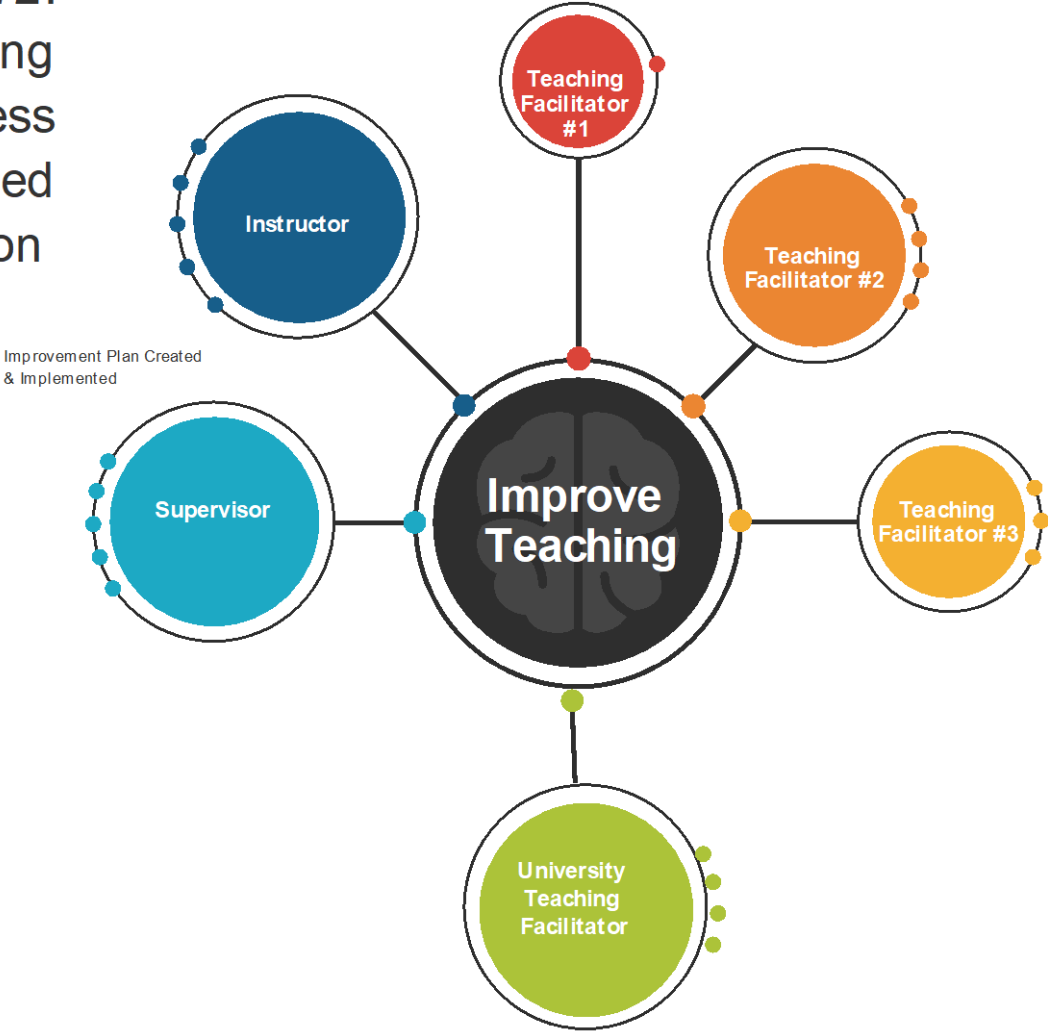 ing
ess
ed
on
Teaching
Facilitator
#1
Instructor
Teaching
Facilitator #2
Improvement Plan Created
& Implemented
Supervisor
Improve
Teaching
Teaching
Facilitator #3
University
Teaching
Facilitator